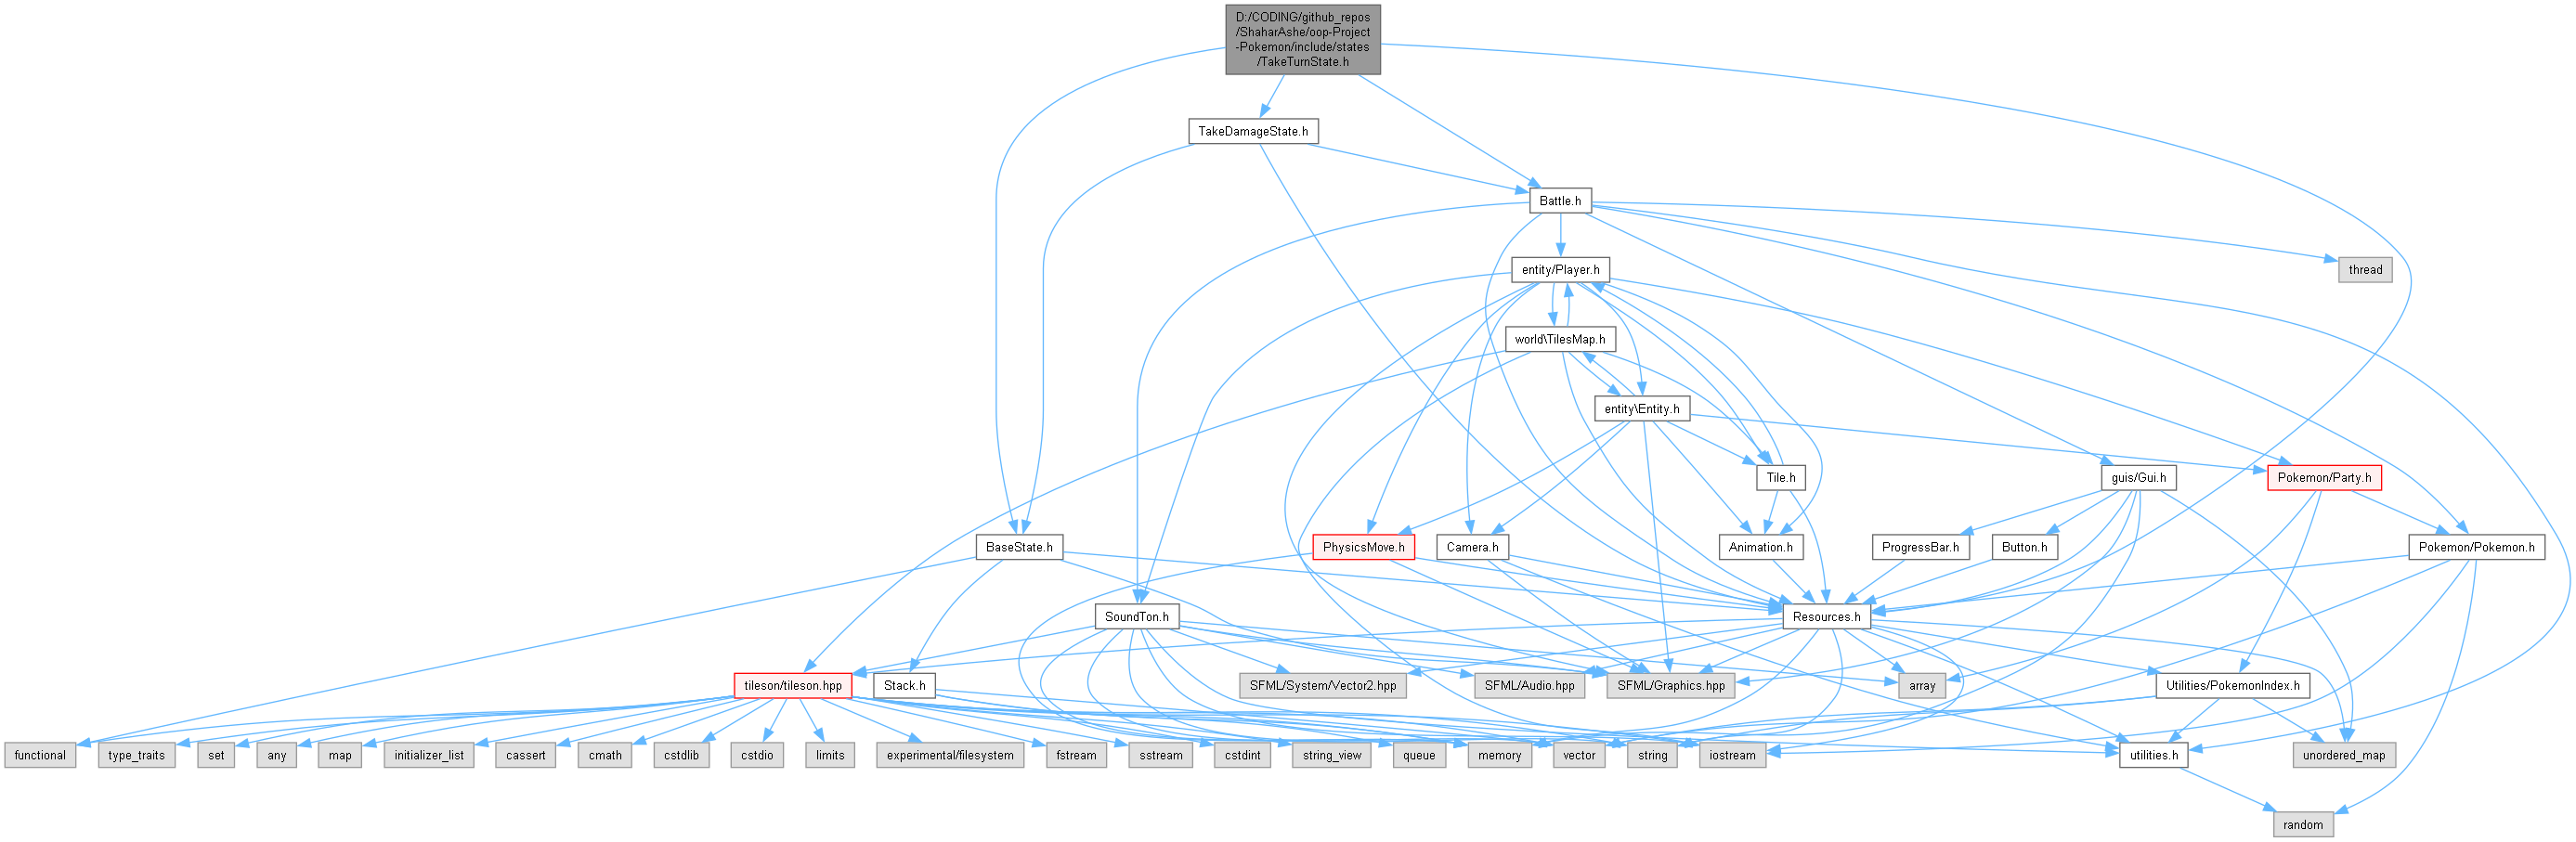 D:/CODING/github_repos
/ShaharAshe/oop-Project
-Pokemon/include/states
/TakeTurnState.h
TakeDamageState.h
Battle.h
entity/Player.h
thread
world\TilesMap.h
entity\Entity.h
Tile.h
guis/Gui.h
Pokemon/Party.h
BaseState.h
PhysicsMove.h
Camera.h
Animation.h
ProgressBar.h
Button.h
Pokemon/Pokemon.h
SoundTon.h
Resources.h
tileson/tileson.hpp
Stack.h
SFML/System/Vector2.hpp
SFML/Audio.hpp
SFML/Graphics.hpp
array
Utilities/PokemonIndex.h
functional
type_traits
set
any
map
initializer_list
cassert
cmath
cstdlib
cstdio
limits
experimental/filesystem
fstream
sstream
cstdint
string_view
queue
memory
vector
string
iostream
utilities.h
unordered_map
random